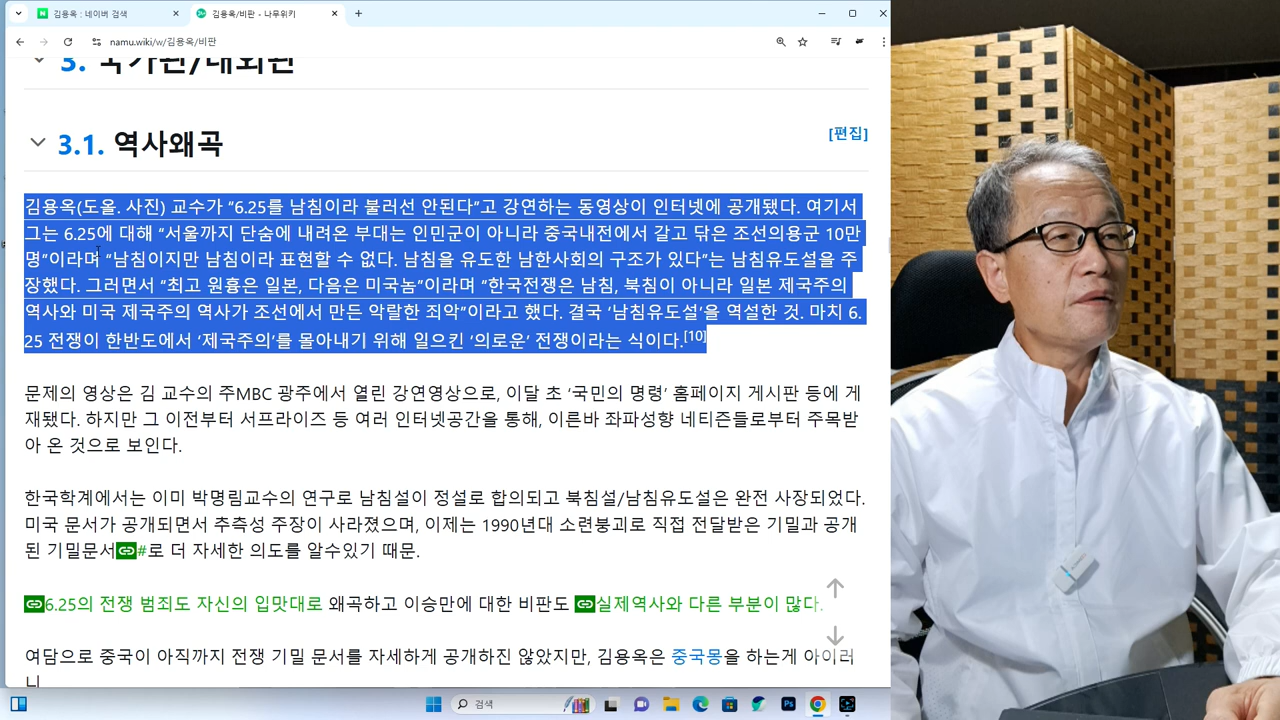 김용옥 : 네이버 검색
김용옥/비판 - 나무위키
namu.wiki/w/김용옥/비판
3. 국가관/대외관
3.1. 역사왜곡
[편집]
김용옥(도올. 사진) 교수가 “6.25를 남침이라 불러선 안된다”고 강연하는 동영상이 인터넷에 공개됐다. 여기서
그는 6.25에 대해 “서울까지 단숨에 내려온 부대는 인민군이 아니라 중국내전에서 갈고 닦은 조선의용군 10만
명”이라며 “남침이지만 남침이라 표현할 수 없다. 남침을 유도한 남한사회의 구조가 있다”는 남침유도설을 주
장했다. 그러면서 “최고 원흉은 일본, 다음은 미국놈”이라며 “한국전쟁은 남침, 북침이 아니라 일본 제국주의
역사와 미국 제국주의 역사가 조선에서 만든 악랄한 죄악”이라고 했다. 결국 ‘남침유도설’을 역설한 것. 마치 6.
25 전쟁이 한반도에서 ‘제국주의’를 몰아내기 위해 일으킨 ‘의로운’ 전쟁이라는 식이다.[10]
문제의 영상은 김 교수의 주MBC 광주에서 열린 강연영상으로, 이달 초 ‘국민의 명령’ 홈페이지 게시판 등에 게
재됐다. 하지만 그 이전부터 서프라이즈 등 여러 인터넷공간을 통해, 이른바 좌파성향 네티즌들로부터 주목받
아 온 것으로 보인다.
한국학계에서는 이미 박명림교수의 연구로 남침설이 정설로 합의되고 북침설/남침유도설은 완전 사장되었다.
미국 문서가 공개되면서 추측성 주장이 사라졌으며, 이제는 1990년대 소련붕괴로 직접 전달받은 기밀과 공개
된 기밀문서#로 더 자세한 의도를 알수있기 때문.
6.25의 전쟁 범죄도 자신의 입맛대로 왜곡하고 이승만에 대한 비판도 실제역사와 다른 부분이 많다.
여담으로 중국이 아직까지 전쟁 기밀 문서를 자세하게 공개하진 않았지만, 김용옥은 중국몽을 하는게 아이러
니
검색